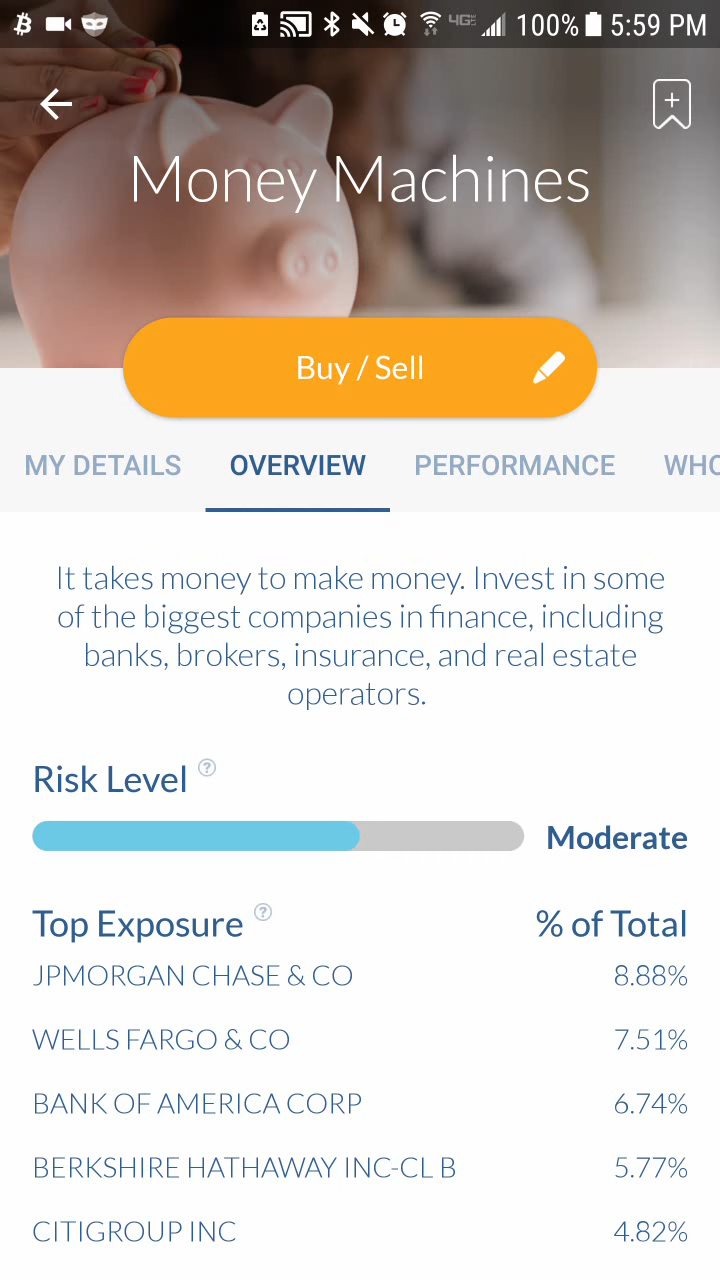 4G 100% 5:59 PM
Money Machines
Buy / Sell
MY DETAILS OVERVIEW PERFORMANCE WHO
It takes money to make money. Invest in some
of the biggest companies in finance, including
banks, brokers, insurance, and real estate
operators.
Risk Level ?
Moderate
Top Exposure ? % of Total
JPMORGAN CHASE & CO 8.88%
WELLS FARGO & CO 7.51%
BANK OF AMERICA CORP 6.74%
BERKSHIRE HATHAWAY INC-CL B 5.77%
CITIGROUP INC 4.82%